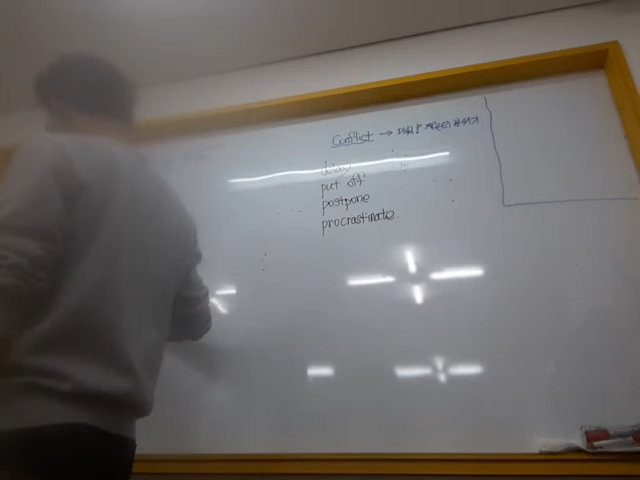 Conflict →
delay
put off
postpone
procrastinate.